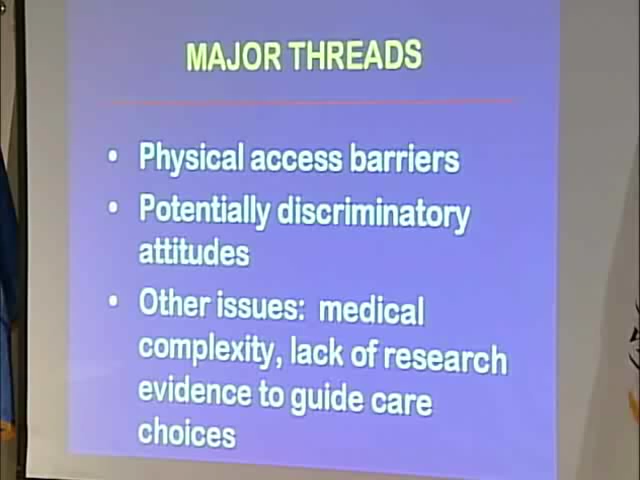 MAJOR THREADS
• Physical access barriers
• Potentially discriminatory
attitudes
• Other issues:  medical
complexity, lack of research
evidence to guide care
choices